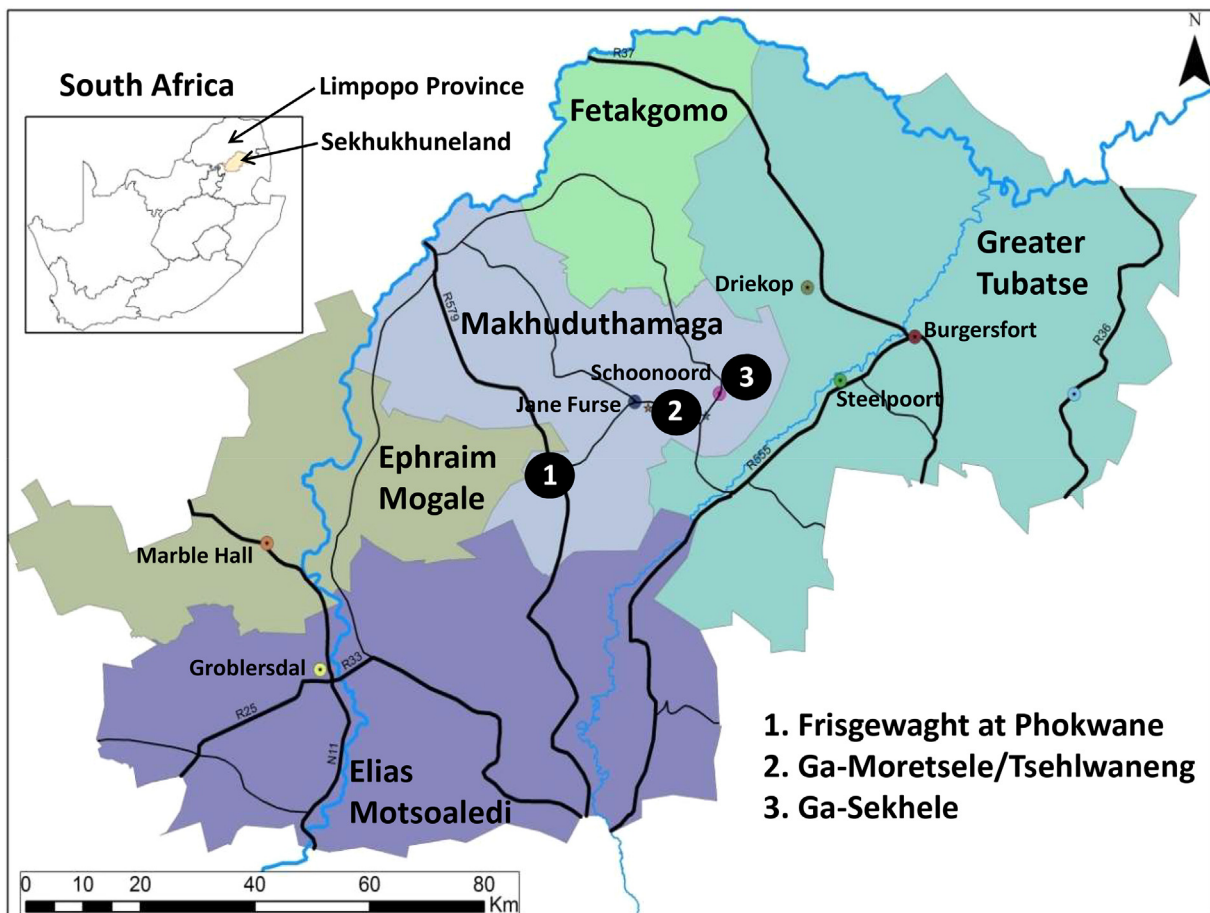 N
South Africa
Limpopo Province
Sekhukhuneland
R37
Fetakgomo
Greater
Tubatse
Driekop
R579
Makhuduthamaga
Burgersfort
R36
Schoonoord
3
Steelpoort
Jane Furse
2
Ephraim
Mogale
1
R555
Marble Hall
Groblersdal
R33
R25
N11
Elias
Motsoaledi
1. Frisgewaght at Phokwane
2. Ga-Moretsele/Tsehlwaneng
3. Ga-Sekhele
0 10 20 40 60 80
Km